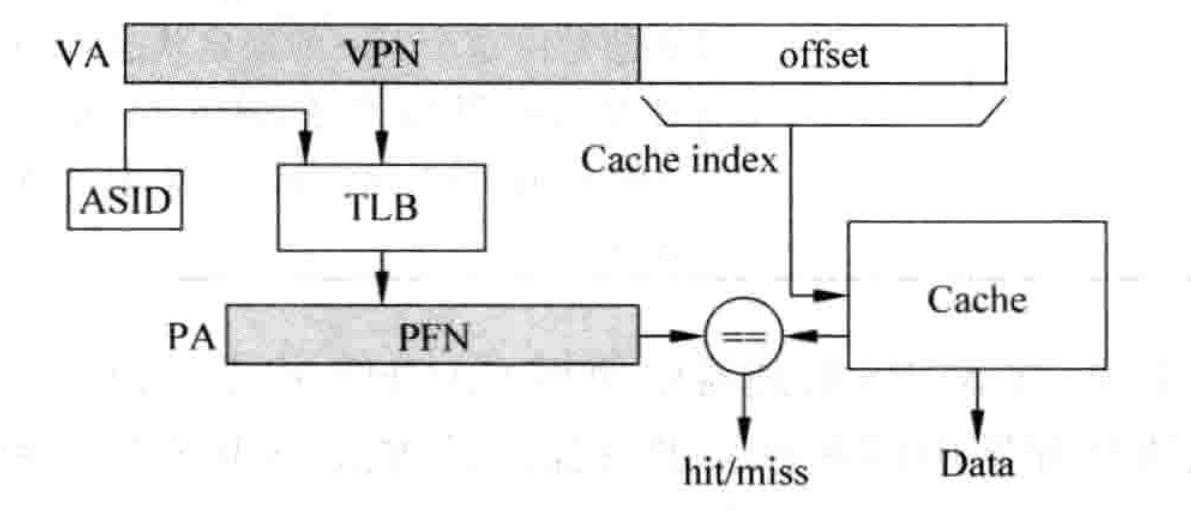 VA VPN offset
Cache index
ASID TLB
Cache
PA PFN ==
hit/miss Data